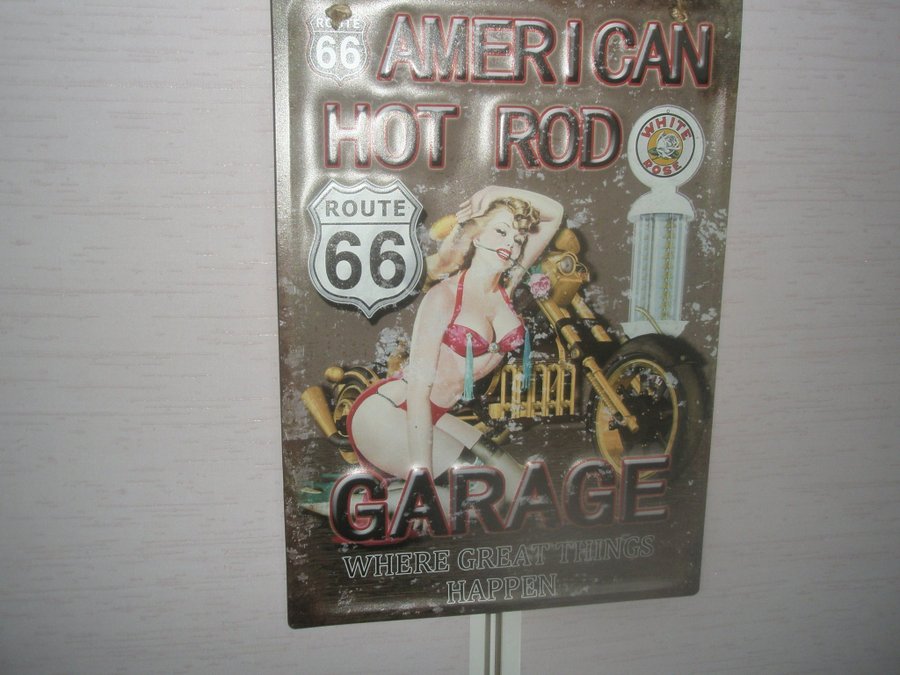 ROUTE
66
AMERICAN
HOT ROD
WHITE
ROSE
ROUTE
66
GARAGE
WHERE GREAT THINGS
HAPPEN